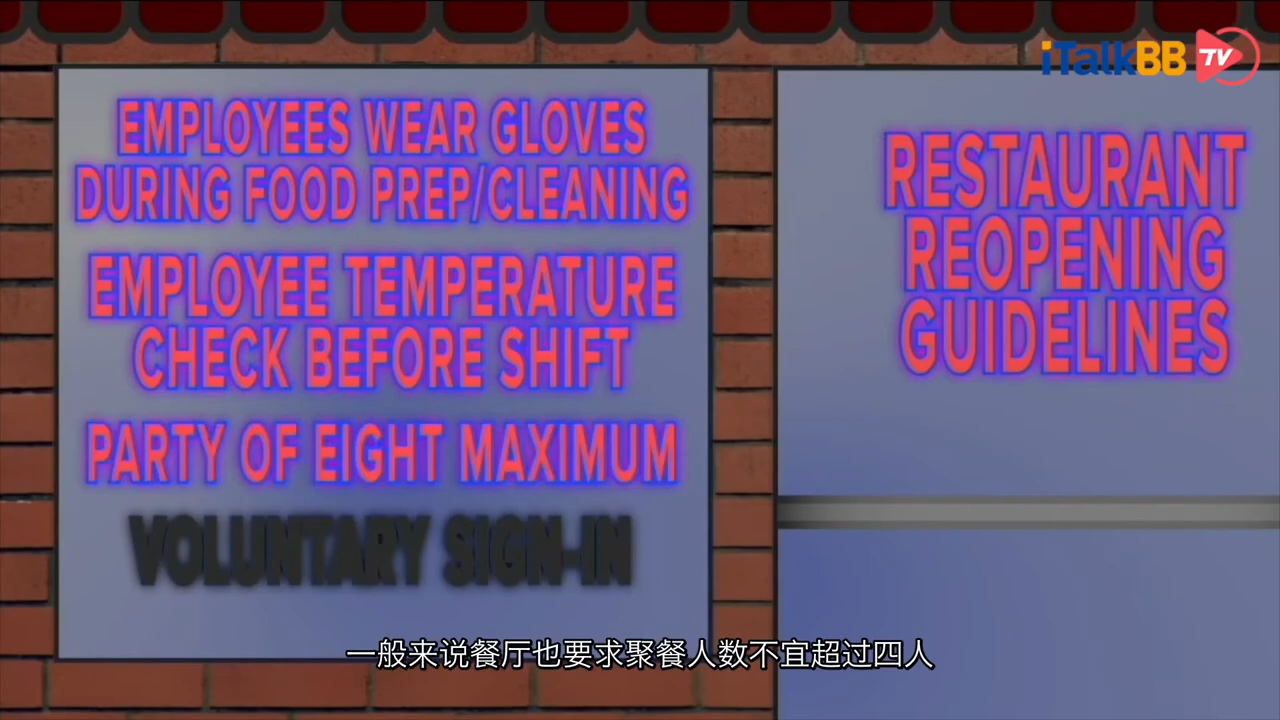 iTalkBB TV
EMPLOYEES WEAR GLOVES
DURING FOOD PREP/CLEANING
EMPLOYEE TEMPERATURE
CHECK BEFORE SHIFT
PARTY OF EIGHT MAXIMUM
VOLUNTARY SIGN-IN
RESTAURANT
REOPENING
GUIDELINES
一般来说餐厅也要求聚餐人数不宜超过四人